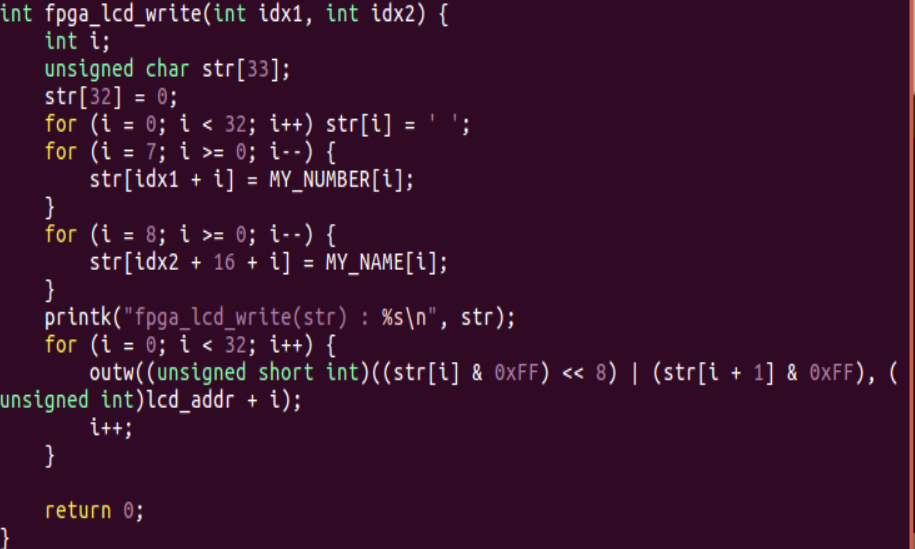 int fpga_lcd_write(int idx1, int idx2) {
    int i;
    unsigned char str[33];
    str[32] = 0;
    for (i = 0; i < 32; i++) str[i] = ' ';
    for (i = 7; i >= 0; i--) {
        str[idx1 + i] = MY_NUMBER[i];
    }
    for (i = 8; i >= 0; i--) {
        str[idx2 + 16 + i] = MY_NAME[i];
    }
    printk("fpga_lcd_write(str) : %s\n", str);
    for (i = 0; i < 32; i++) {
        outw((unsigned short int)((str[i] & 0xFF) << 8) | (str[i + 1] & 0xFF), (
unsigned int)lcd_addr + i);
        i++;
    }

    return 0;
}